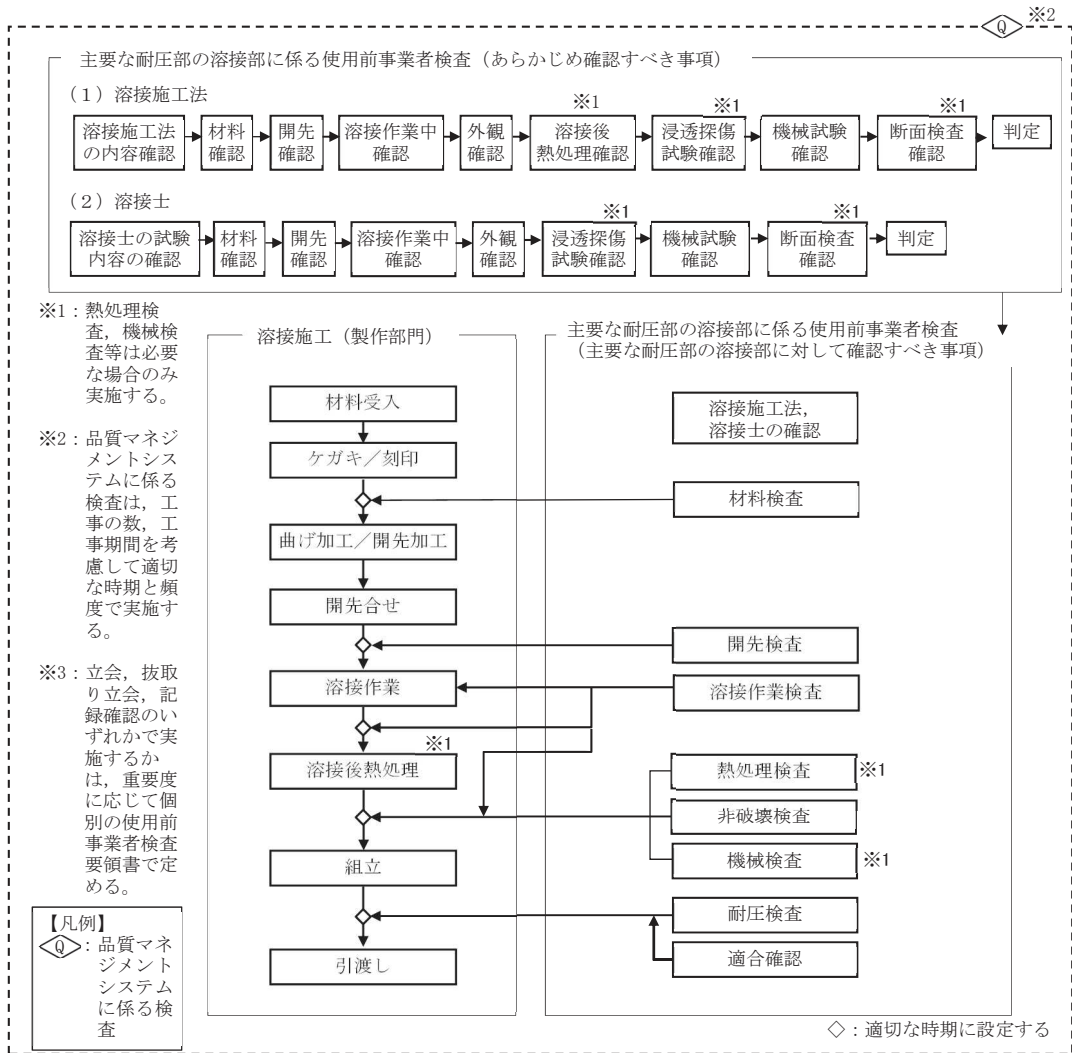 Q ※2
主要な耐圧部の溶接部に係る使用前事業者検査（あらかじめ確認すべき事項）
（１）溶接施工法
※1
※1
※1
溶接施工法
の内容確認
材料
確認
開先
確認
溶接作業中
確認
外観
確認
溶接後
熱処理確認
浸透探傷
試験確認
機械試験
確認
断面検査
確認
判定
（２）溶接士
※1
※1
溶接士の試験
内容の確認
材料
確認
開先
確認
溶接作業中
確認
外観
確認
浸透探傷
試験確認
機械試験
確認
断面検査
確認
判定
※1：熱処理検
査，機械検
査等は必要
な場合のみ
実施する。
※2：品質マネジ
メントシス
テムに係る
検査は，工
事の数，工
事期間を考
慮して適切
な時期と頻
度で実施す
る。
※3：立会，抜取
り立会，記
録確認のい
ずれかで実
施するか
は，重要度
に応じて個
別の使用前
事業者検査
要領書で定
める。
【凡例】
Q：品質マネ
ジメント
システム
に係る検
査
溶接施工（製作部門）
材料受入
ケガキ／刻印
曲げ加工／開先加工
開先合せ
溶接作業
※1
溶接後熱処理
組立
引渡し
主要な耐圧部の溶接部に係る使用前事業者検査
（主要な耐圧部の溶接部に対して確認すべき事項）
溶接施工法，
溶接士の確認
材料検査
開先検査
溶接作業検査
熱処理検査 ※1
非破壊検査
機械検査 ※1
耐圧検査
適合確認
◇：適切な時期に設定する